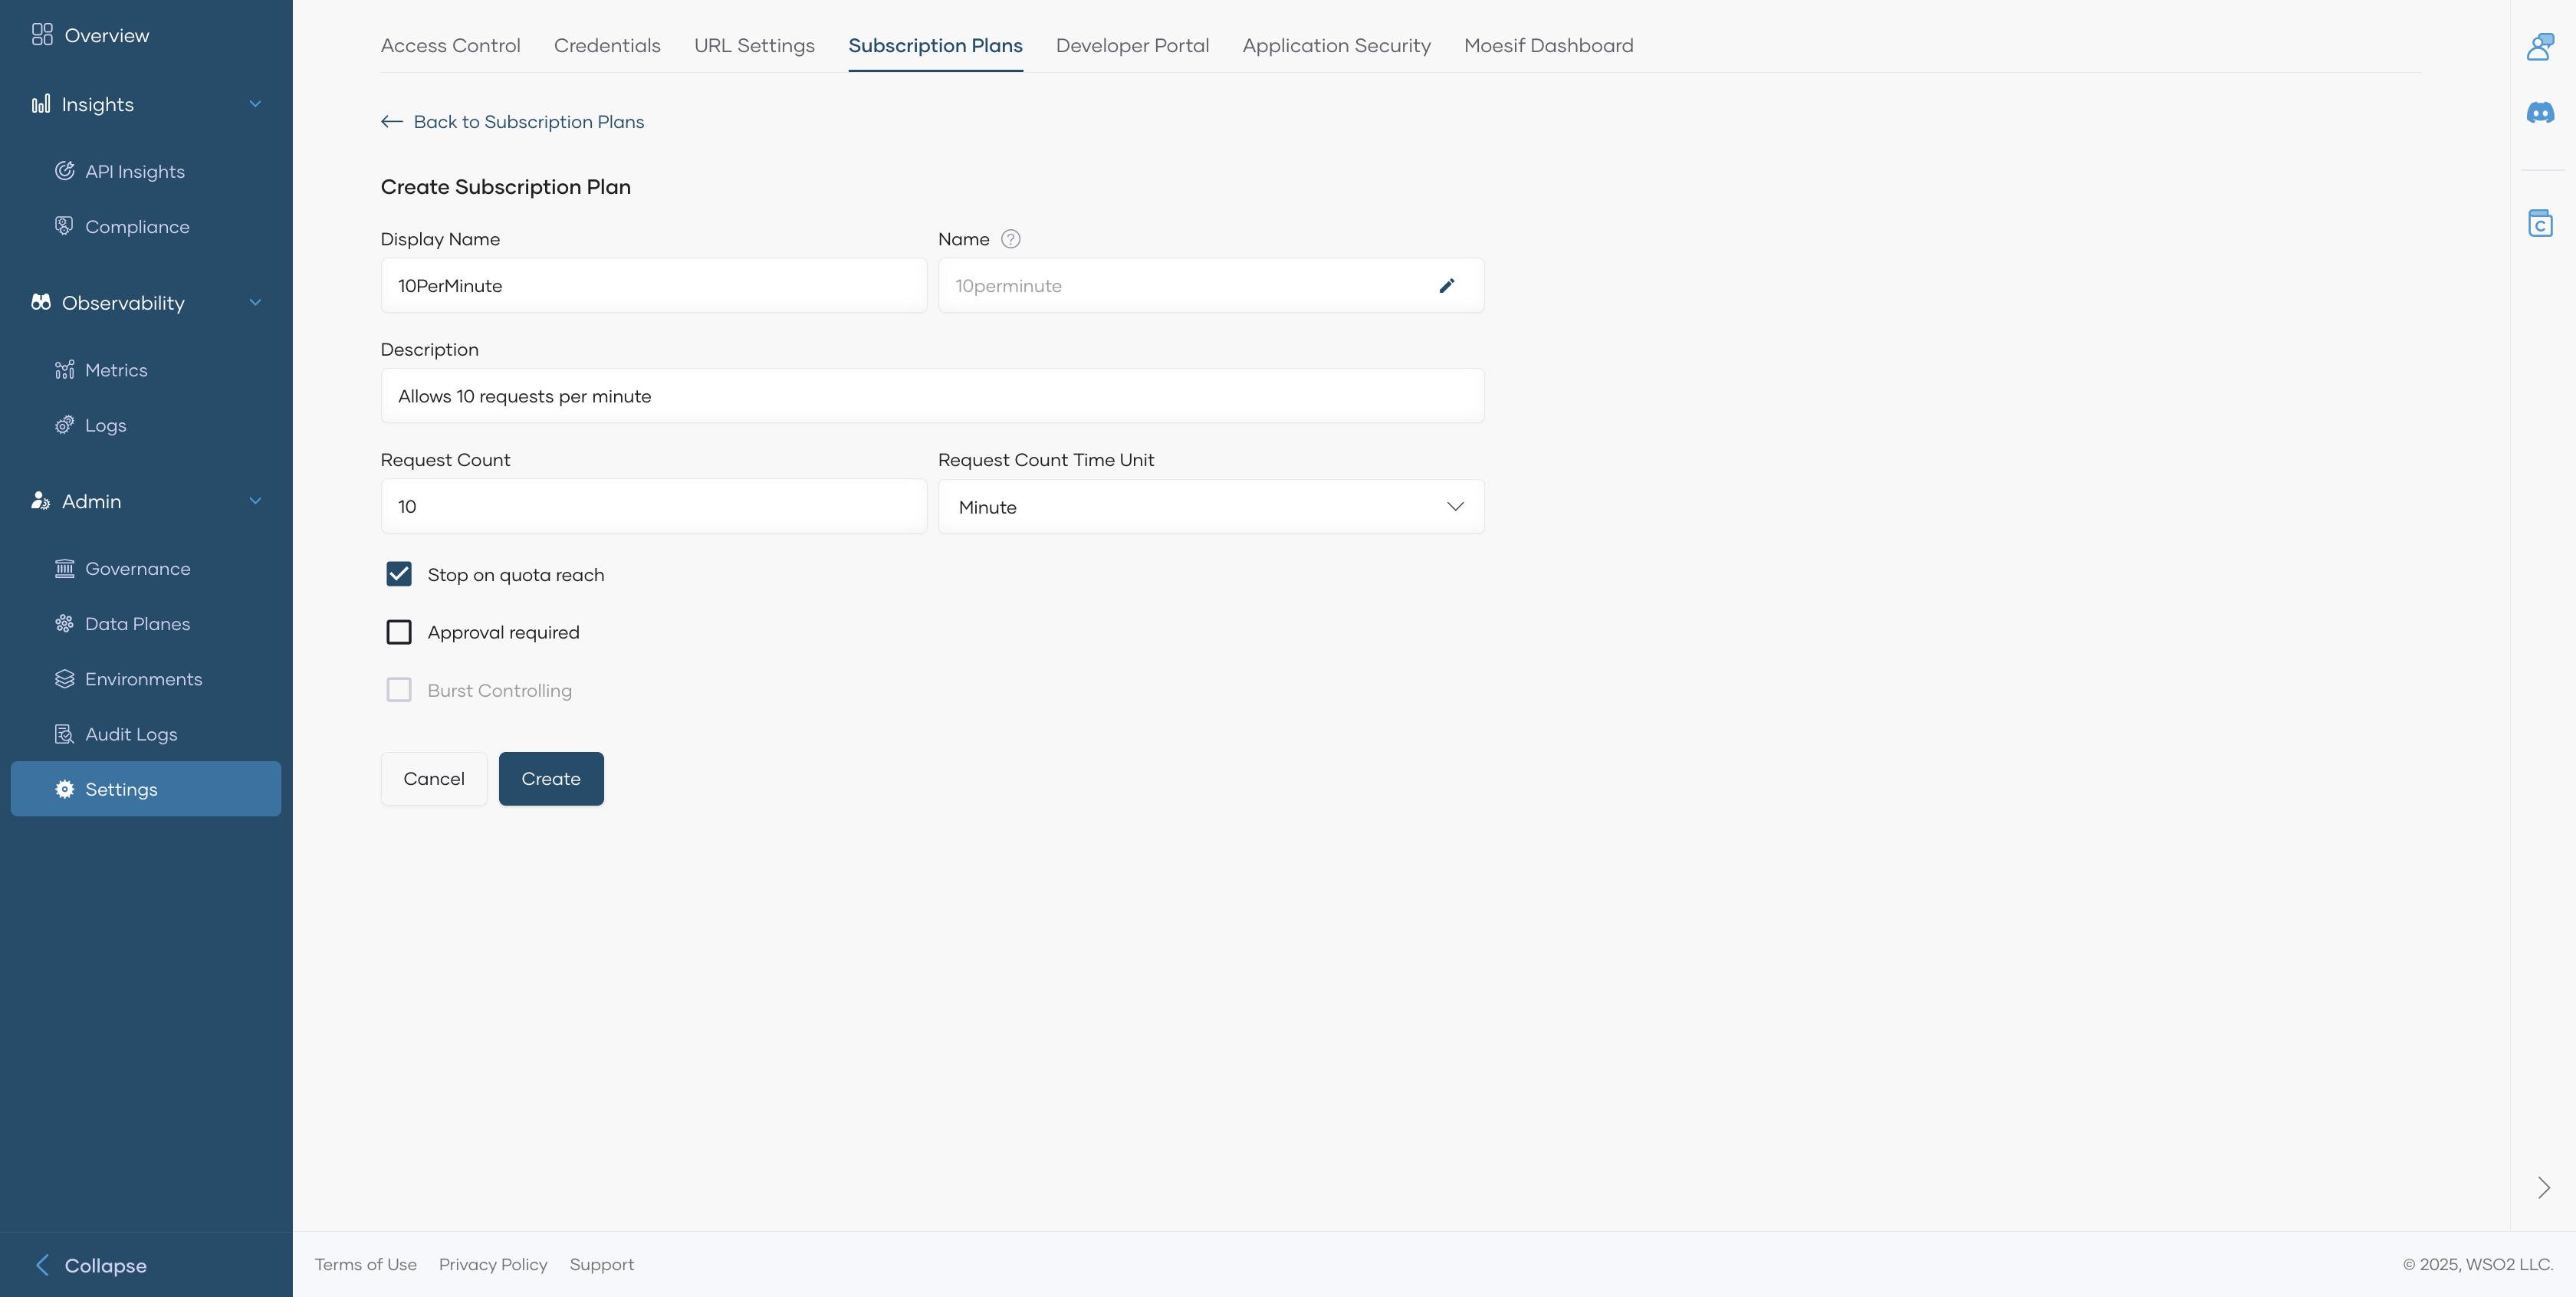 Overview
Insights
API Insights
Compliance
Observability
Metrics
Logs
Admin
Governance
Data Planes
Environments
Audit Logs
Settings
Collapse
Access Control Credentials URL Settings Subscription Plans Developer Portal Application Security Moesif Dashboard
Back to Subscription Plans
Create Subscription Plan
Display Name Name ?
10PerMinute 10perminute
Description
Allows 10 requests per minute
Request Count Request Count Time Unit
10 Minute
Stop on quota reach
Approval required
Burst Controlling
Cancel Create
C
Terms of Use Privacy Policy Support © 2025, WSO2 LLC.